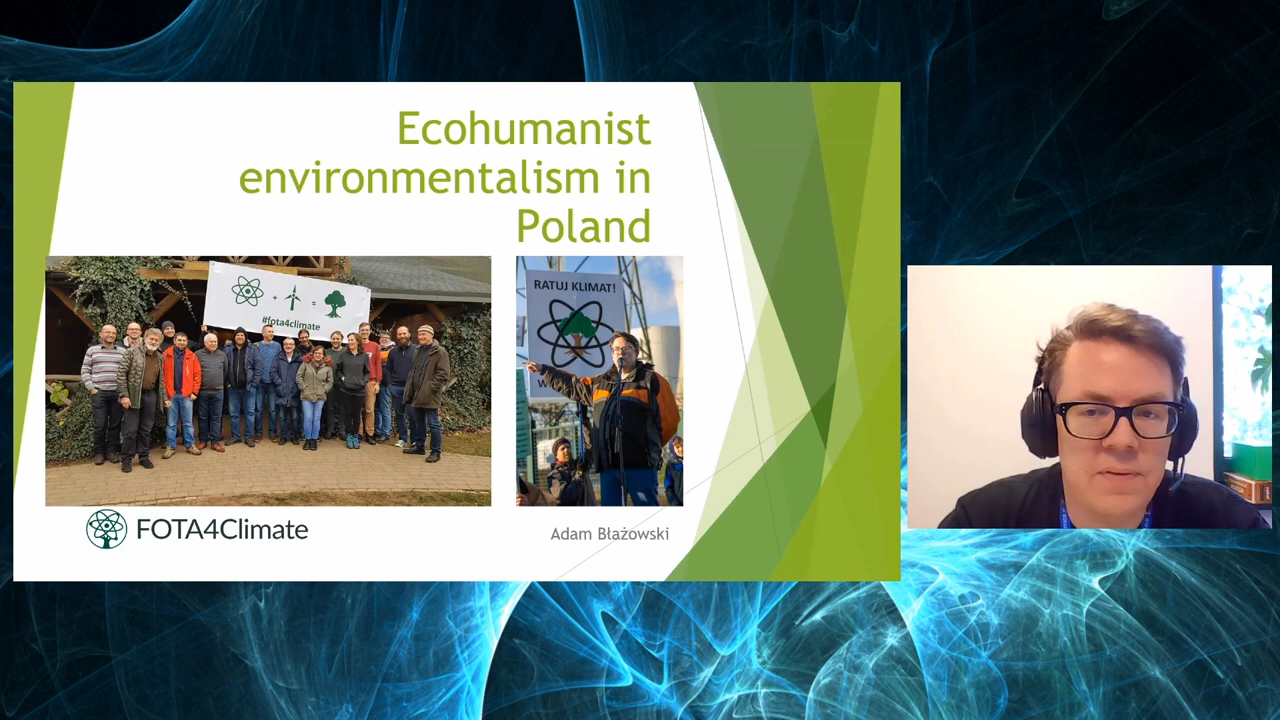 Ecohumanist
environmentalism in
Poland
+ =
#fota4climate
RATUJ KLIMAT!
W
FOTA4Climate
Adam Błażowski